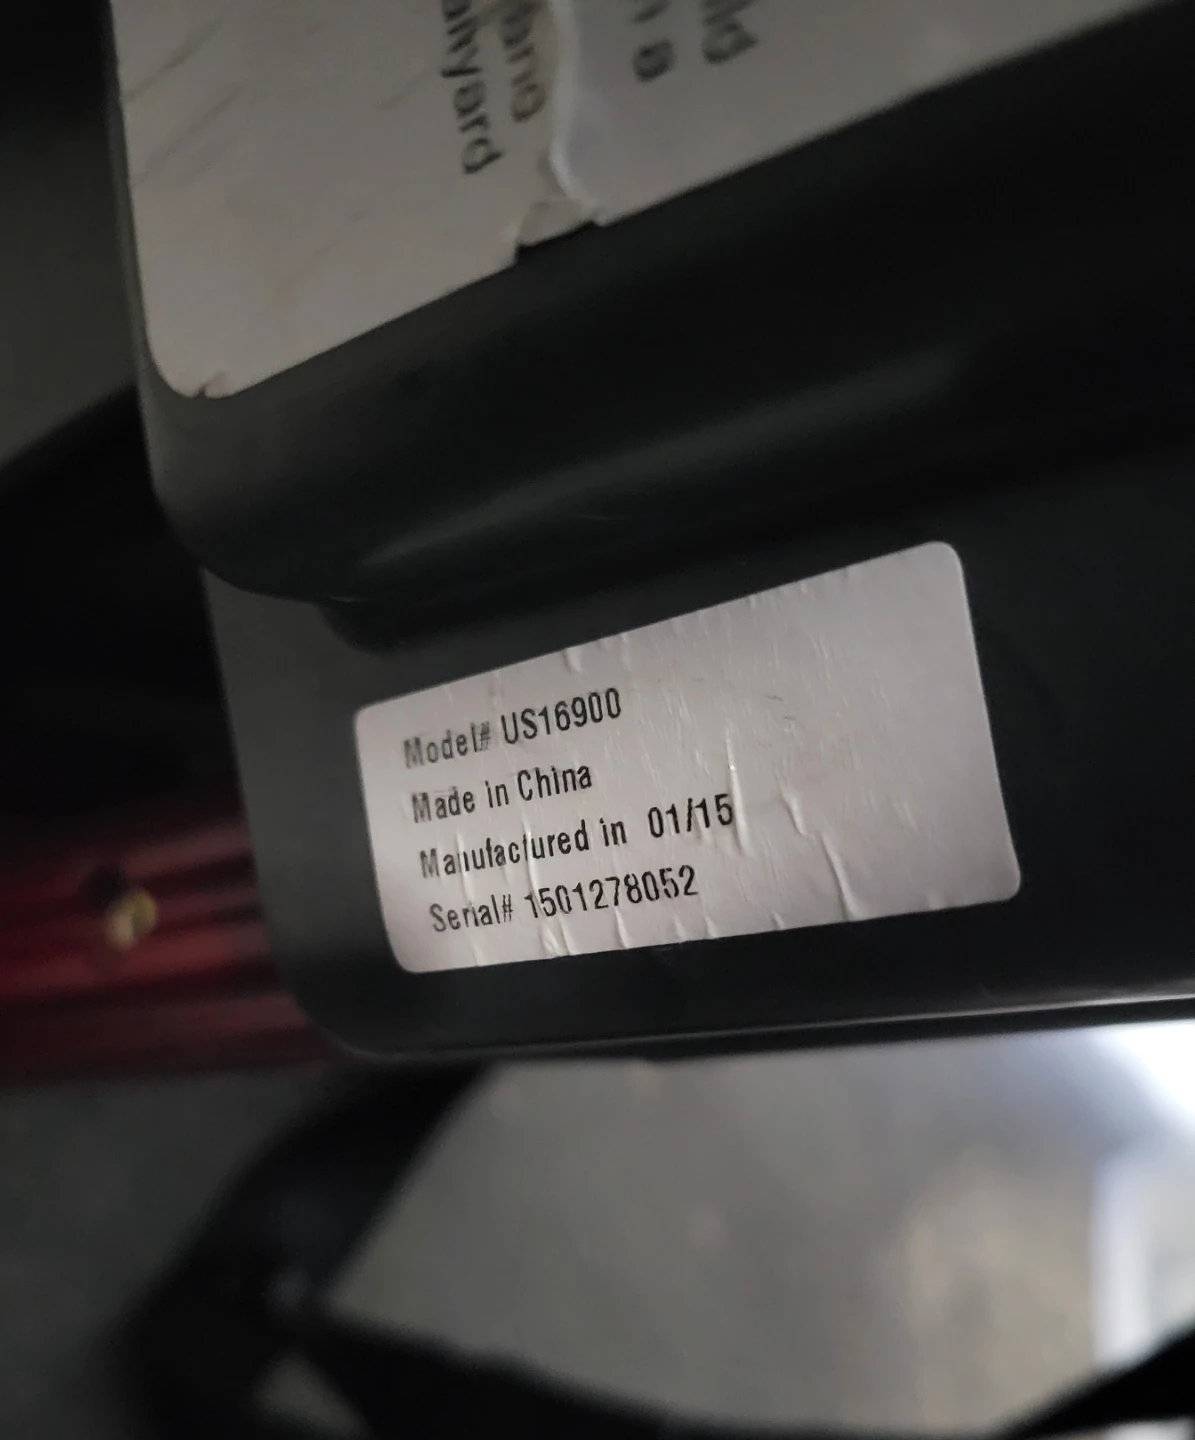 Model# US16900
Made in China
Manufactured in 01/15
Serial# 1501278052